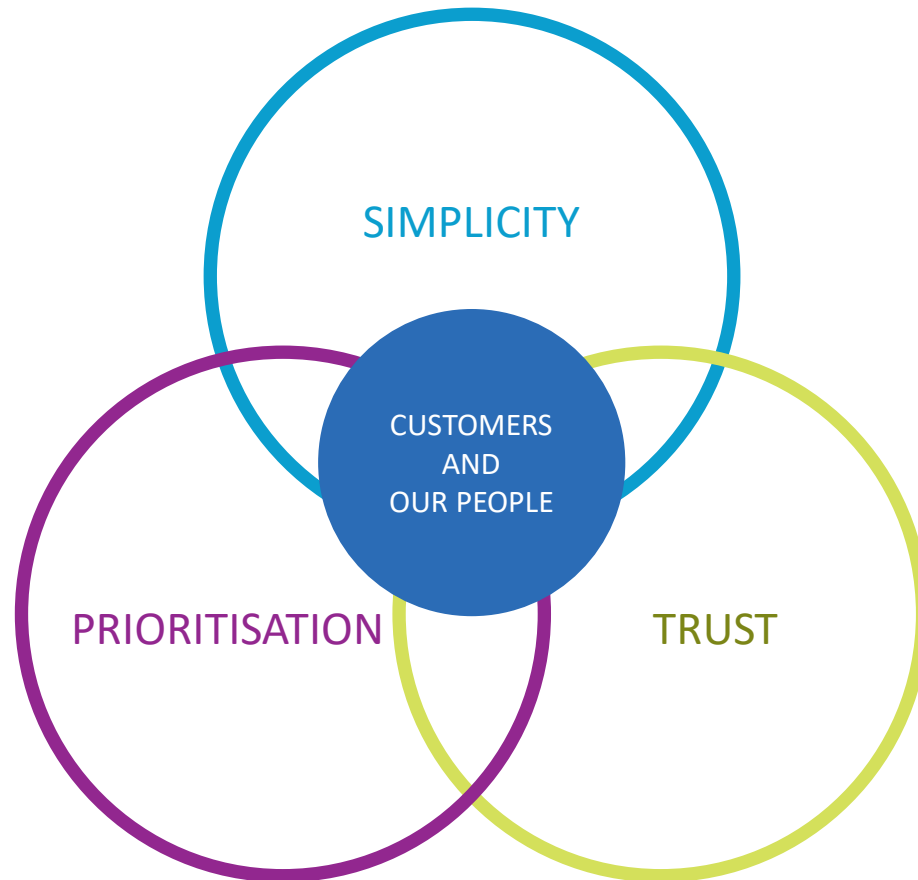 SIMPLICITY
CUSTOMERS
AND
OUR PEOPLE
PRIORITISATION
TRUST